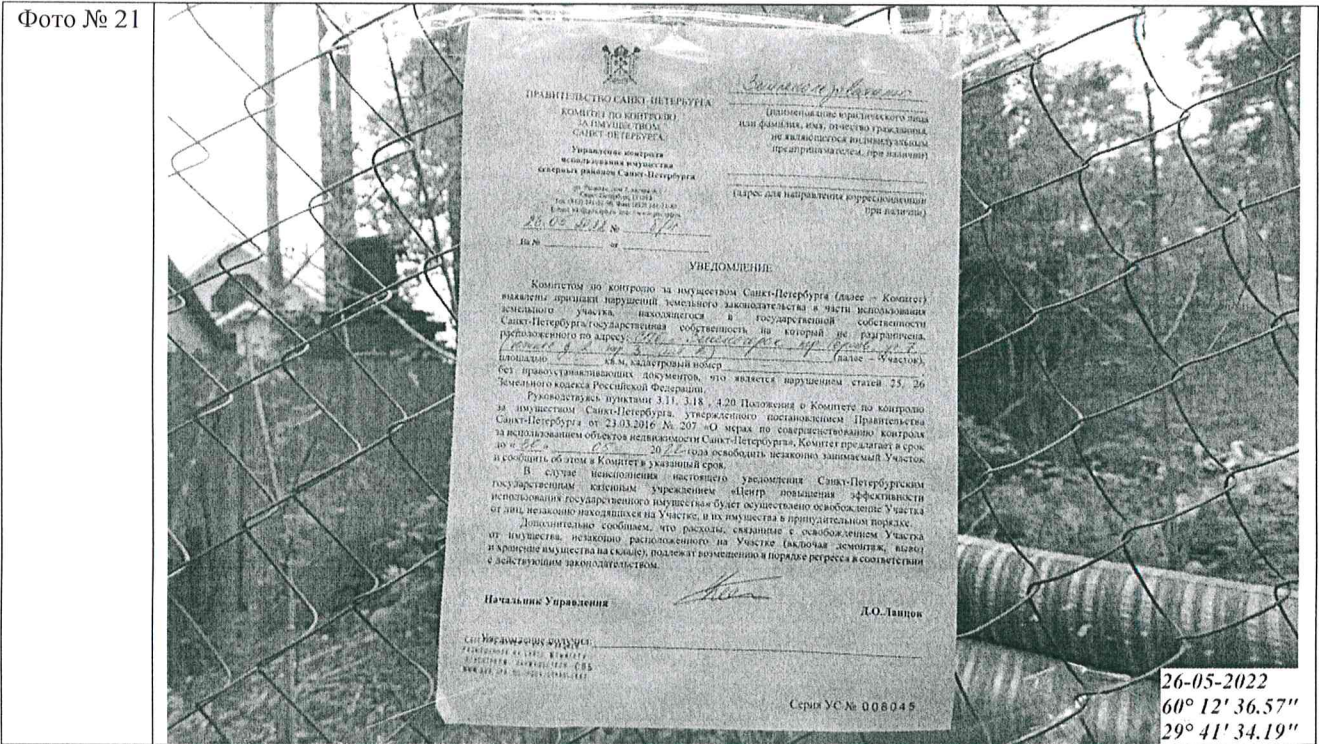 Фото № 21
ПРАВИТЕЛЬСТВО САНКТ-ПЕТЕРБУРГА
КОМИТЕТ ПО КОНТРОЛЮ
ЗА ИМУЩЕСТВОМ
САНКТ-ПЕТЕРБУРГА
Управление контроля
использования имущества
северных районов Санкт-Петербурга
№ б/н
На № от
(наименование юридического лица
или фамилия, имя, отчество гражданина,
не являющегося индивидуальным
предпринимателем, при наличии)
(адрес для направления корреспонденции
при наличии)
УВЕДОМЛЕНИЕ
Комитетом по контролю за имуществом Санкт-Петербурга (далее – Комитет)
выявлены признаки нарушений земельного законодательства в части использования
земельного участка, находящегося в государственной собственности
Санкт-Петербурга/государственная собственность на который не разграничена,
расположенного по адресу: Зеленогорск
(далее – Участок),
площадью кв.м, кадастровый номер
без правоустанавливающих документов, что является нарушением статей 25, 26
Земельного кодекса Российской Федерации.
Руководствуясь пунктами 3.11, 3.18 , 4.20 Положения о Комитете по контролю
за имуществом Санкт-Петербурга, утвержденного постановлением Правительства
Санкт-Петербурга от 23.03.2016 № 207 «О мерах по совершенствованию контроля
за использованием объектов недвижимости Санкт-Петербурга», Комитет предлагает в срок
до « 20 года освободить незаконно занимаемый Участок
и сообщить об этом в Комитет в указанный срок.
В случае неисполнения настоящего уведомления Санкт-Петербургским
государственным казенным учреждением «Центр повышения эффективности
использования государственного имущества» будет осуществлено освобождение Участка
от лиц, незаконно находящихся на Участке, и их имущества в принудительном порядке.
Дополнительно сообщаем, что расходы, связанные с освобождением Участка
от имущества, незаконно расположенного на Участке (включая демонтаж, вывоз
и хранение имущества на складе), подлежат возмещению в порядке регресса в соответствии
с действующим законодательством.
Начальник Управления Д.О.Ланцов
Уведомление получил:
Серия УС № 008045
26-05-2022
60° 12' 36.57"
29° 41' 34.19"